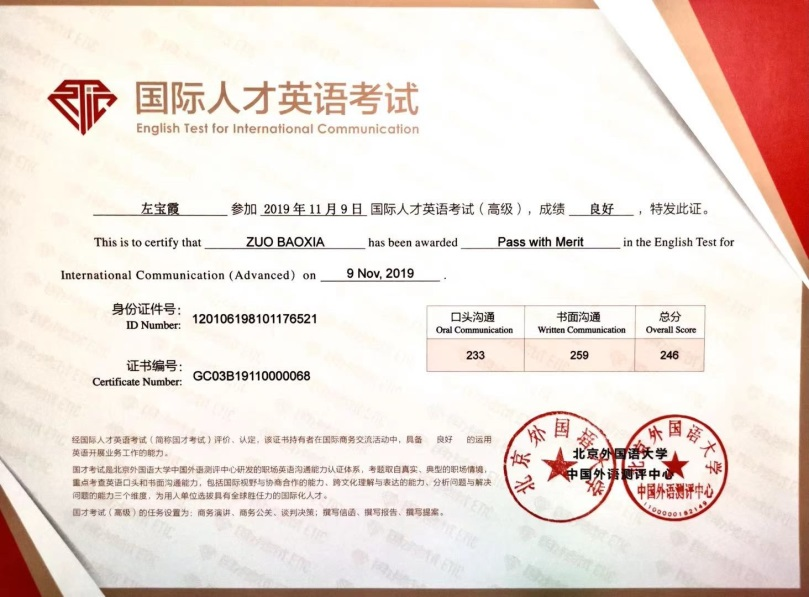 国际人才英语考试
English Test for International Communication
左宝霞 参加 2019 年 11 月 9 日 国际人才英语考试（高级），成绩 良好 ，特发此证。
This is to certify that ZUO BAOXIA has been awarded Pass with Merit in the English Test for
International Communication (Advanced) on 9 Nov, 2019 .
身份证件号:
ID Number: 120106198101176521
证书编号:
Certificate Number: GC03B19110000068
口头沟通 书面沟通 总分
Oral Communication Written Communication Overall Score
233 259 246
经国际人才英语考试（简称国才考试）评价、认定，该证书持有者在国际商务交流活动中，具备 良好 的运用
英语开展业务工作的能力。
国才考试是北京外国语大学中国外语测评中心研发的职场英语沟通能力认证体系，考题取自真实、典型的职场情境，
重点考查英语口头和书面沟通能力，包括国际视野与协商合作的能力、跨文化理解与表达的能力、分析问题与解决
问题的能力三个维度，为用人单位选拔具有全球胜任力的国际化人才。
国才考试（高级）的任务设置为：商务演讲、商务公关、谈判决策；撰写信函、撰写报告、撰写提案。
北京外国语大学
中国外语测评中心
北京外国语大学
北京外国语大学
中国外语测评中心